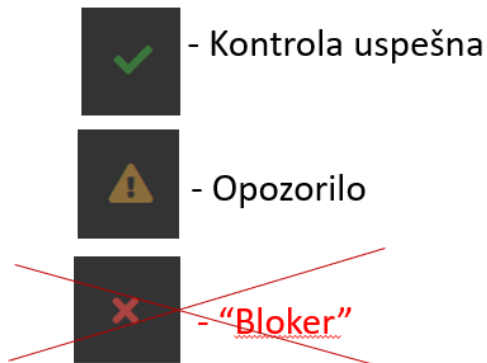 - Kontrola uspešna
- Opozorilo
- “Bloker”